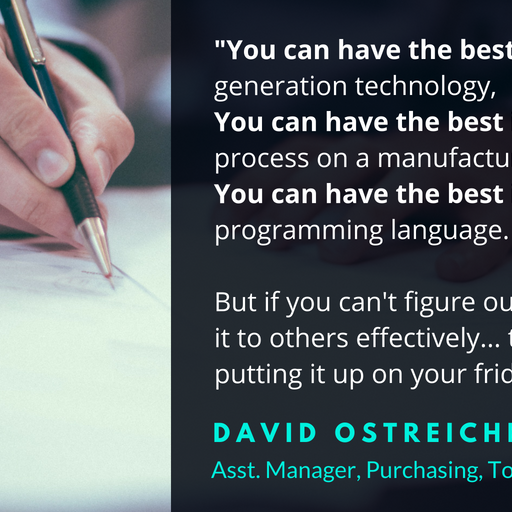 "You can have the best
generation technology,
You can have the best
process on a manufactu
You can have the best
programming language.
But if you can't figure ou
it to others effectively...
putting it up on your frid
DAVID OSTREICH
Asst. Manager, Purchasing, To